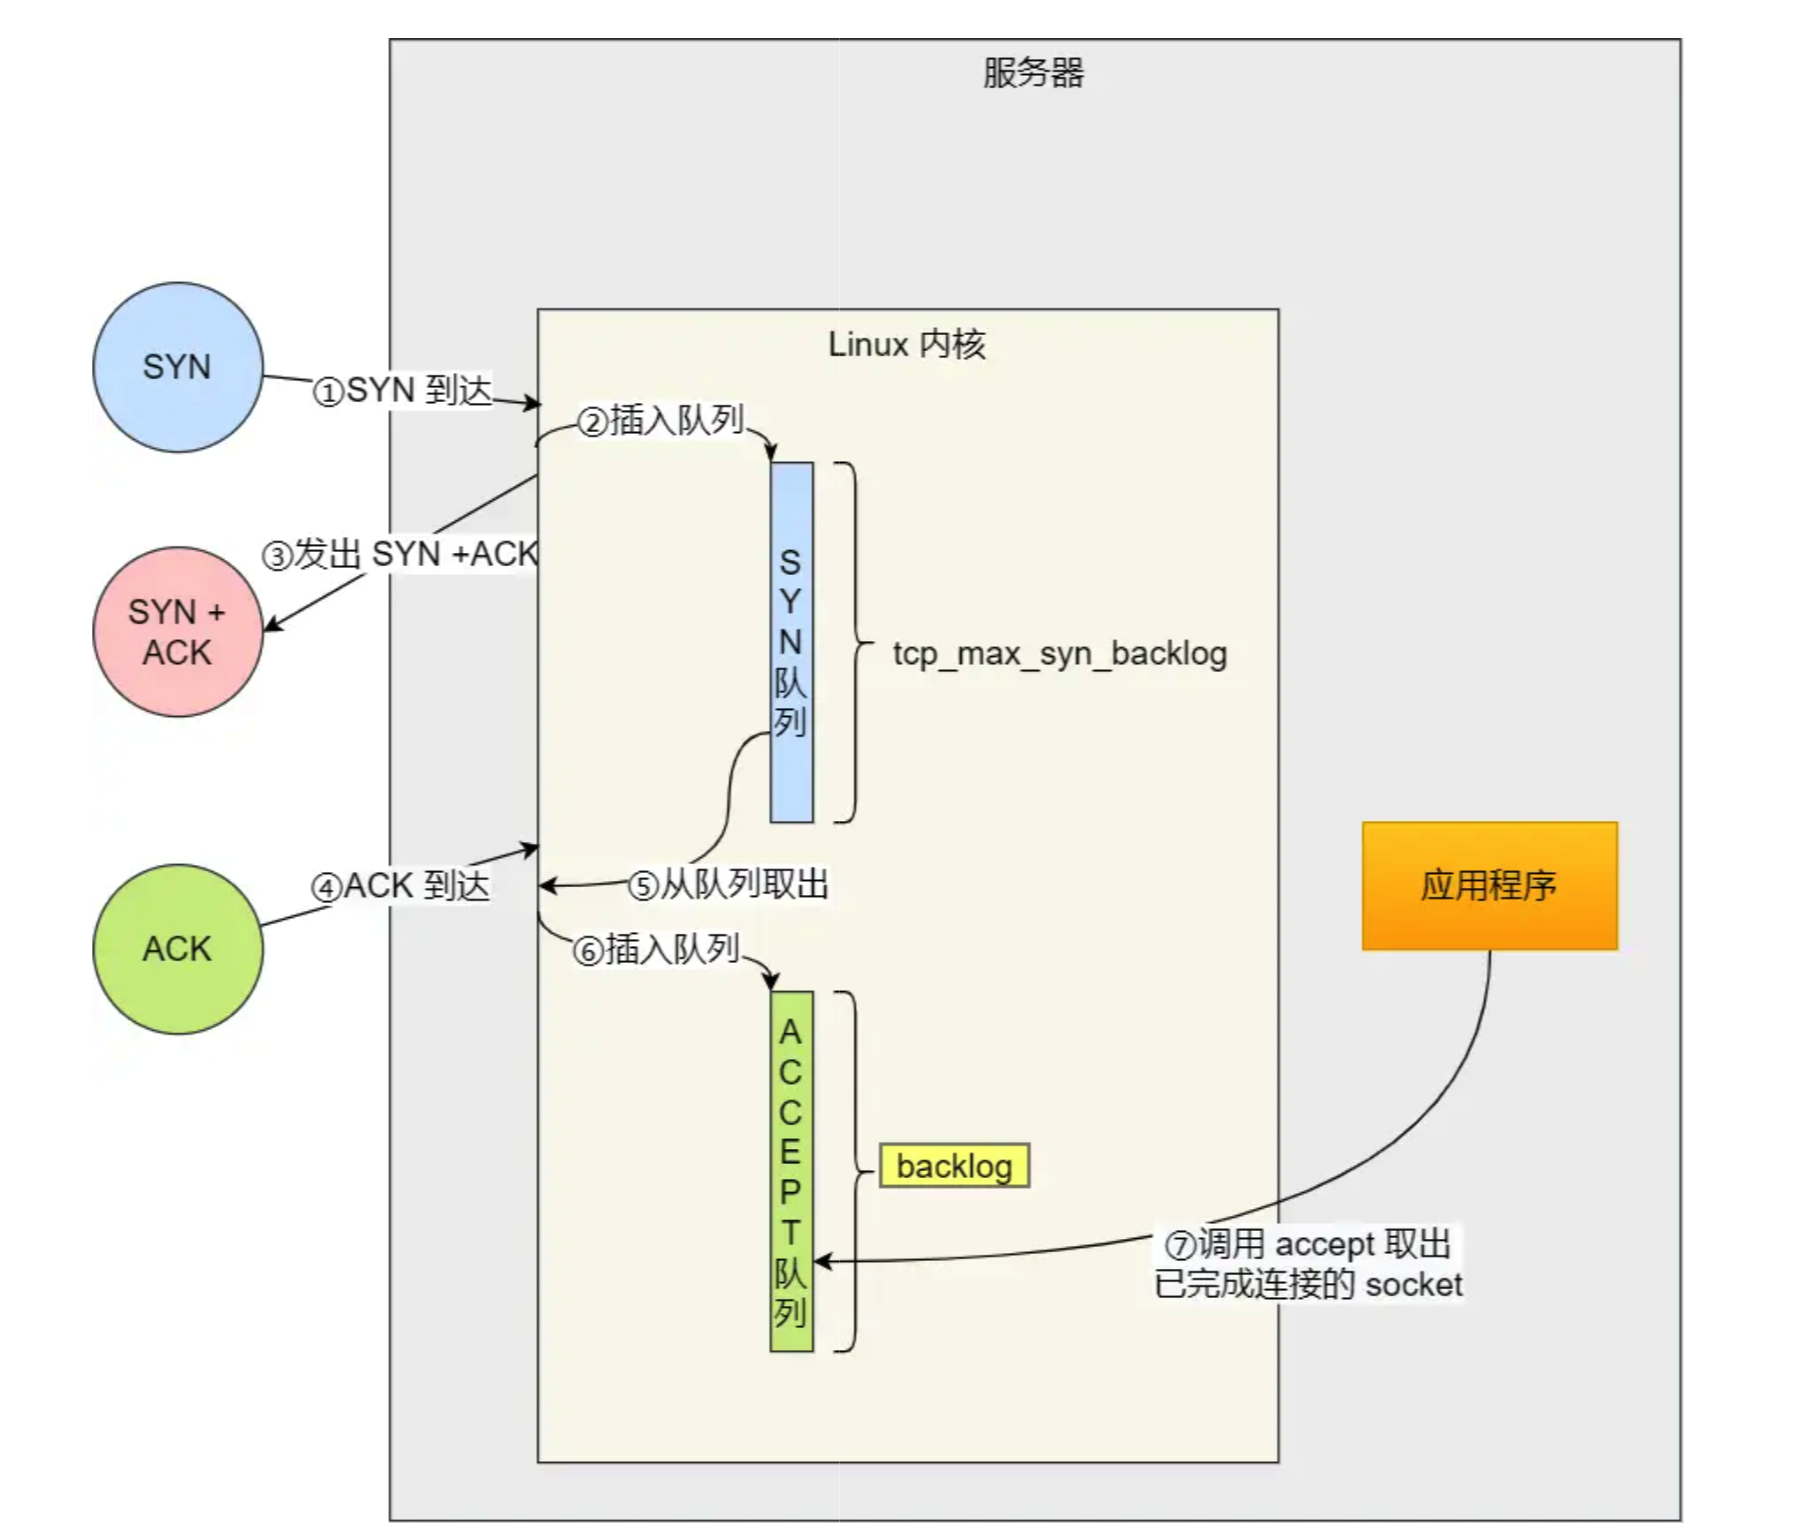 服务器
Linux 内核
SYN
①SYN 到达
②插入队列
③发出 SYN +ACK
SYN +
ACK
SYN队列
tcp_max_syn_backlog
④ACK 到达
⑤从队列取出
ACK
⑥插入队列
应用程序
ACCEPT队列
backlog
⑦调用 accept 取出
已完成连接的 socket